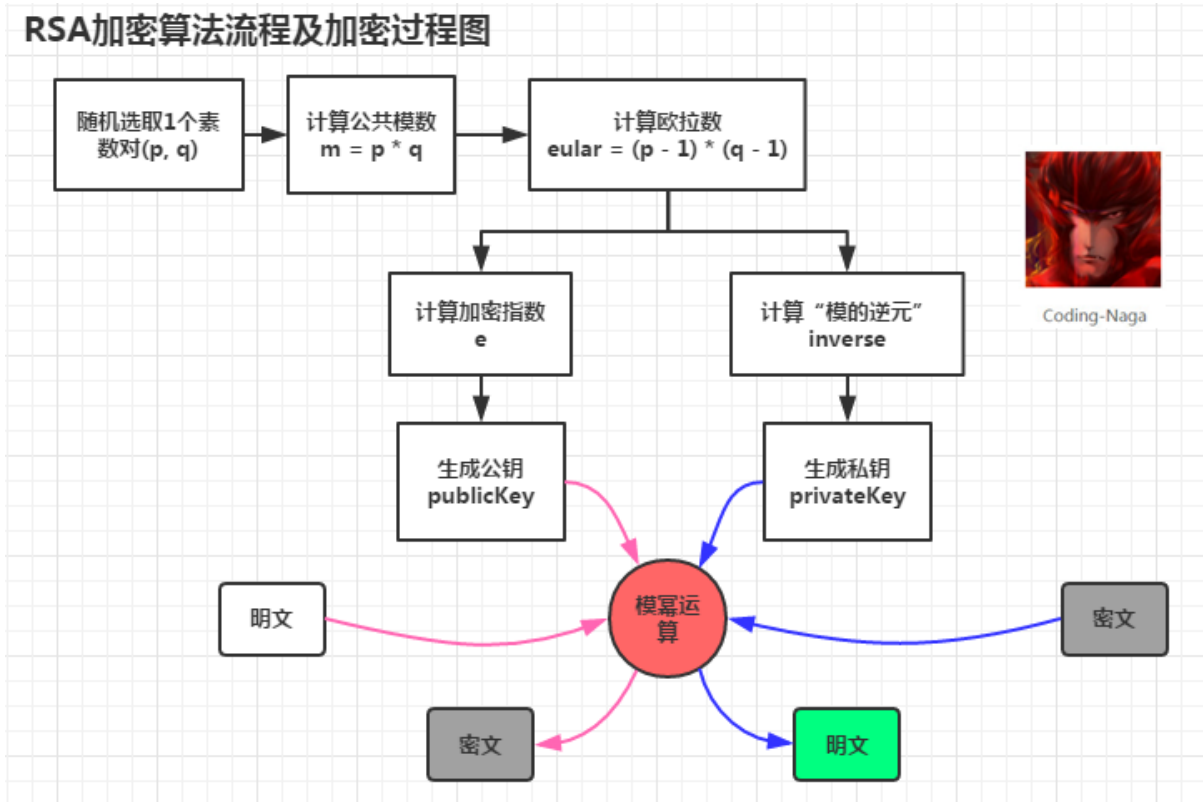 RSA加密算法流程及加密过程图
随机选取1个素
数对(p, q)
计算公共模数
m = p * q
计算欧拉数
eular = (p - 1) * (q - 1)
计算加密指数
e
计算“模的逆元”
inverse
Coding-Naga
生成公钥
publicKey
生成私钥
privateKey
明文
模幂运
算
密文
密文
明文